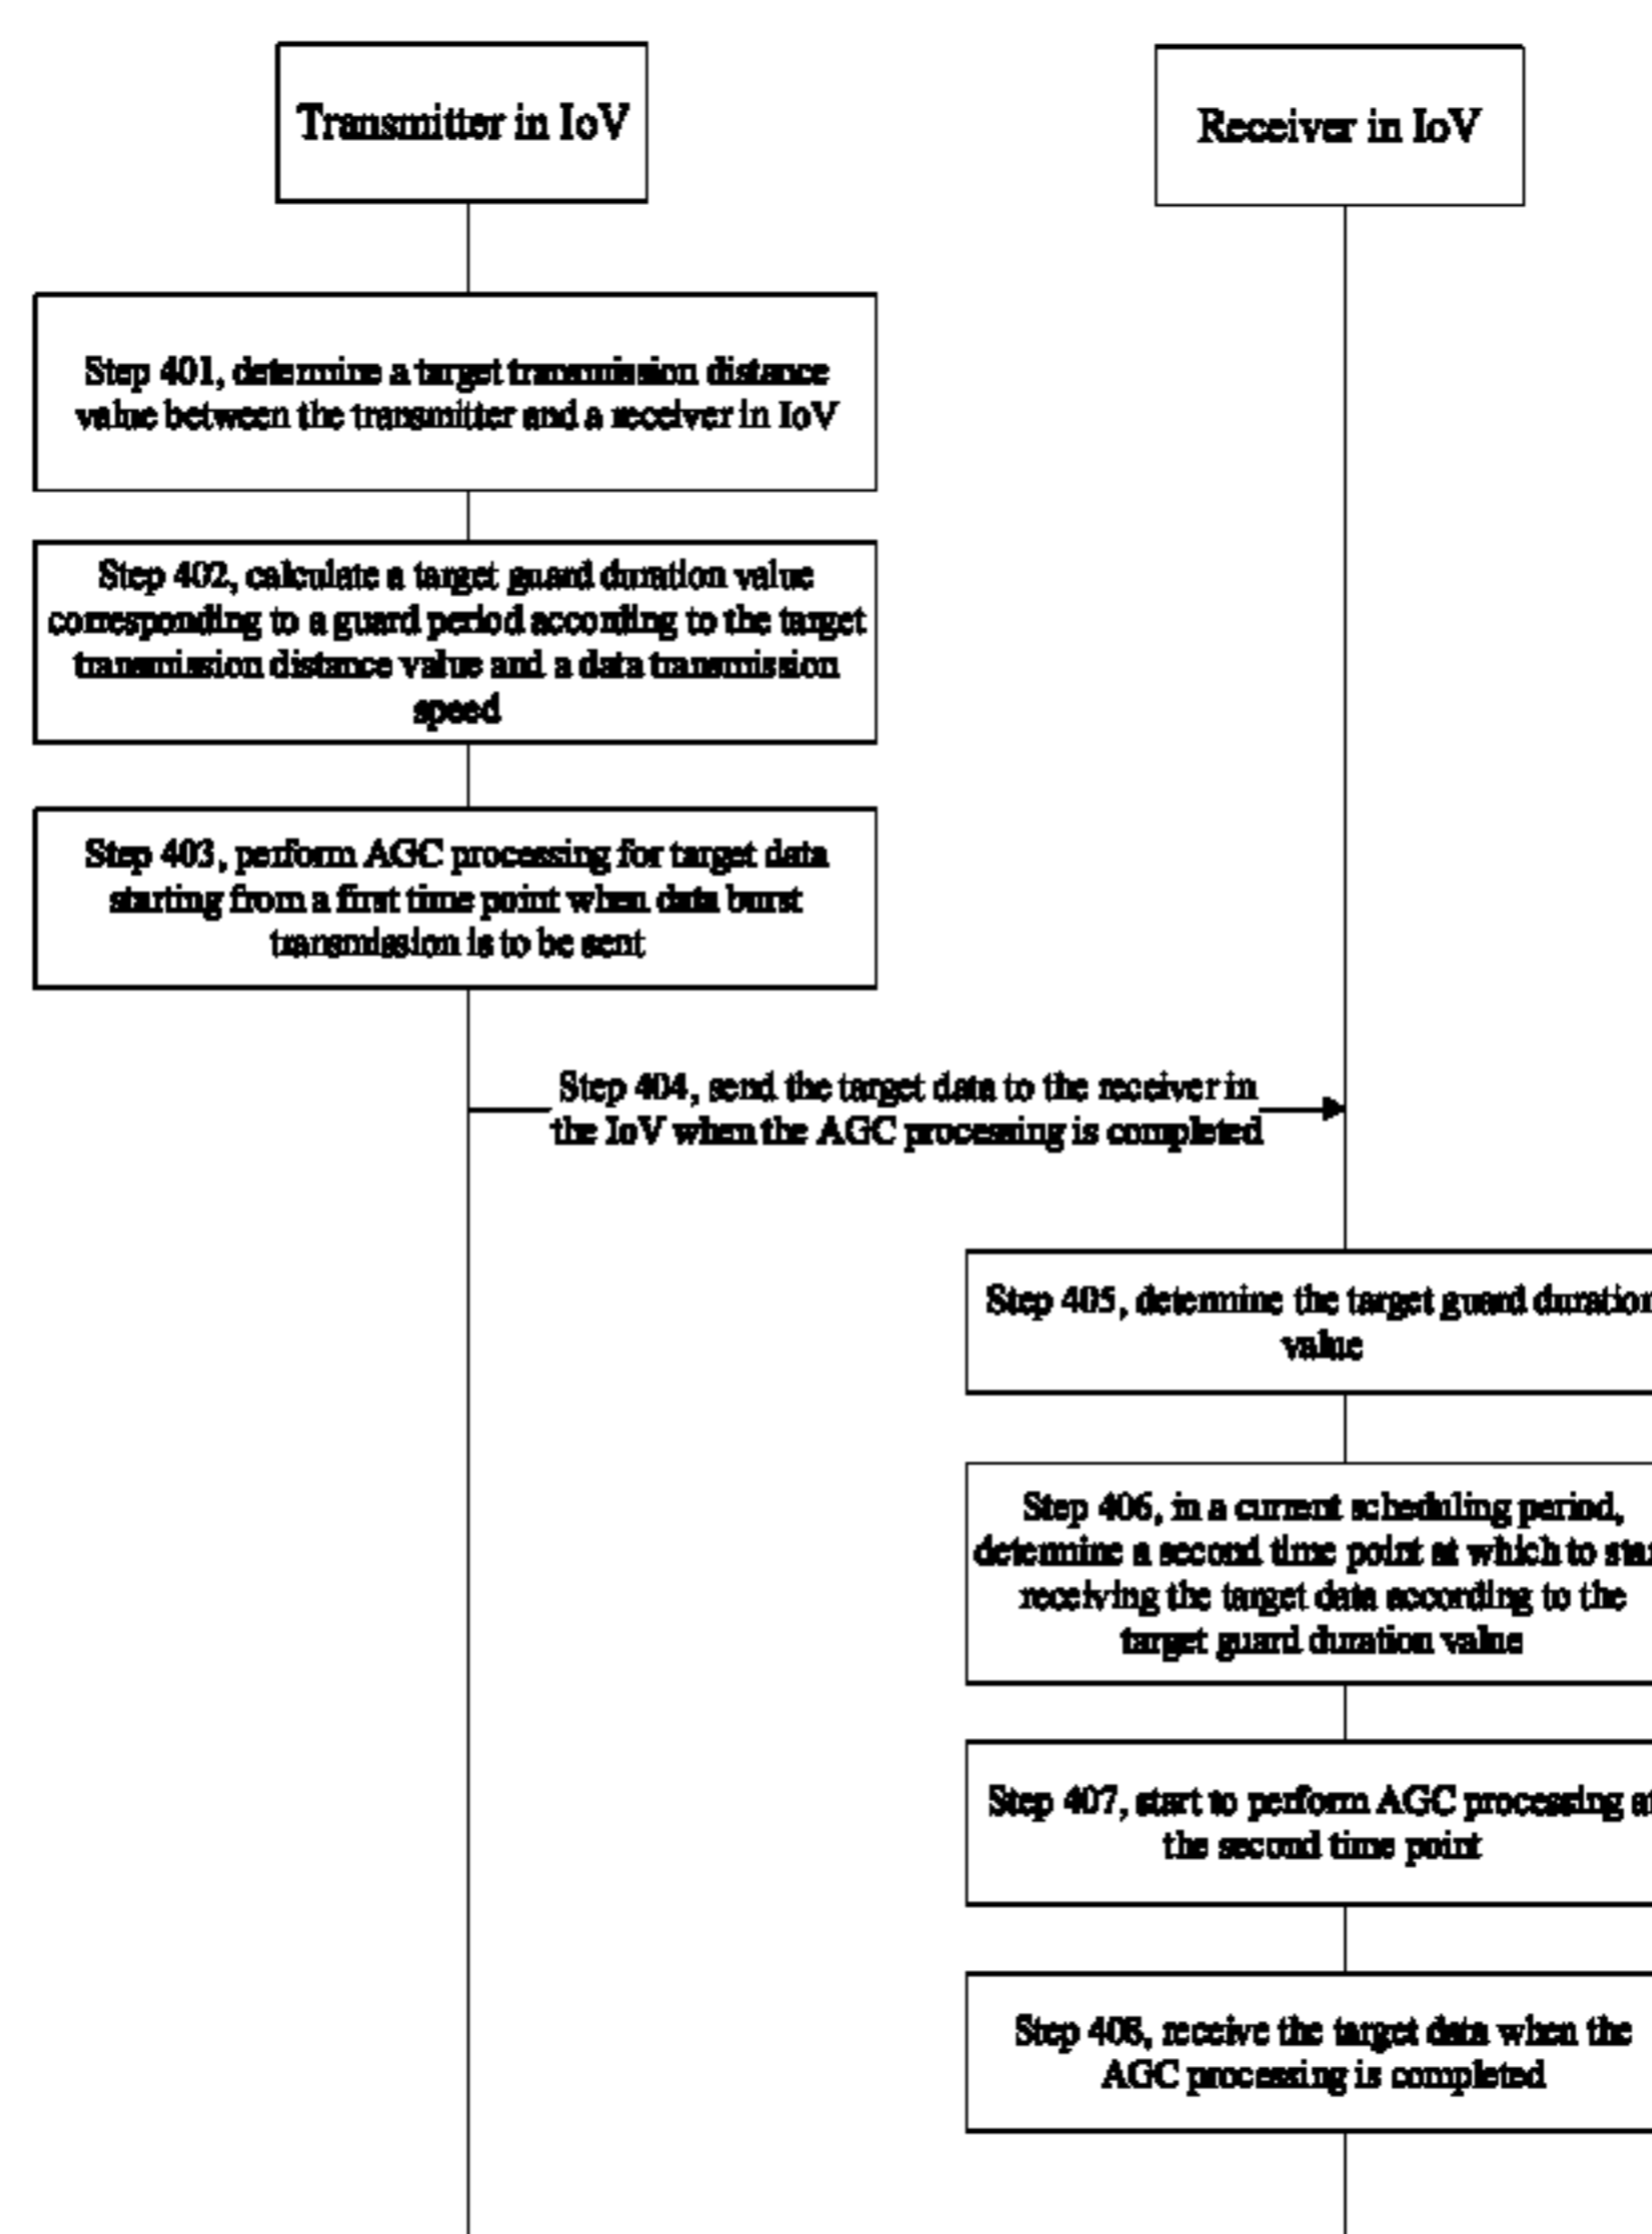 Transmitter in IoV
Receiver in IoV
Step 401, determine a target transmission distance
value between the transmitter and a receiver in IoV
Step 402, calculate a target guard duration value
corresponding to a guard period according to the target
transmission distance value and a data transmission
speed
Step 403, perform AGC processing for target data
starting from a first time point when data burst
transmission is to be sent
Step 404, send the target data to the receiver in
the IoV when the AGC processing is completed
Step 405, determine the target guard duration
value
Step 406, in a current scheduling period,
determine a second time point at which to star
receiving the target data according to the
target guard duration value
Step 407, start to perform AGC processing at
the second time point
Step 408, receive the target data when the
AGC processing is completed